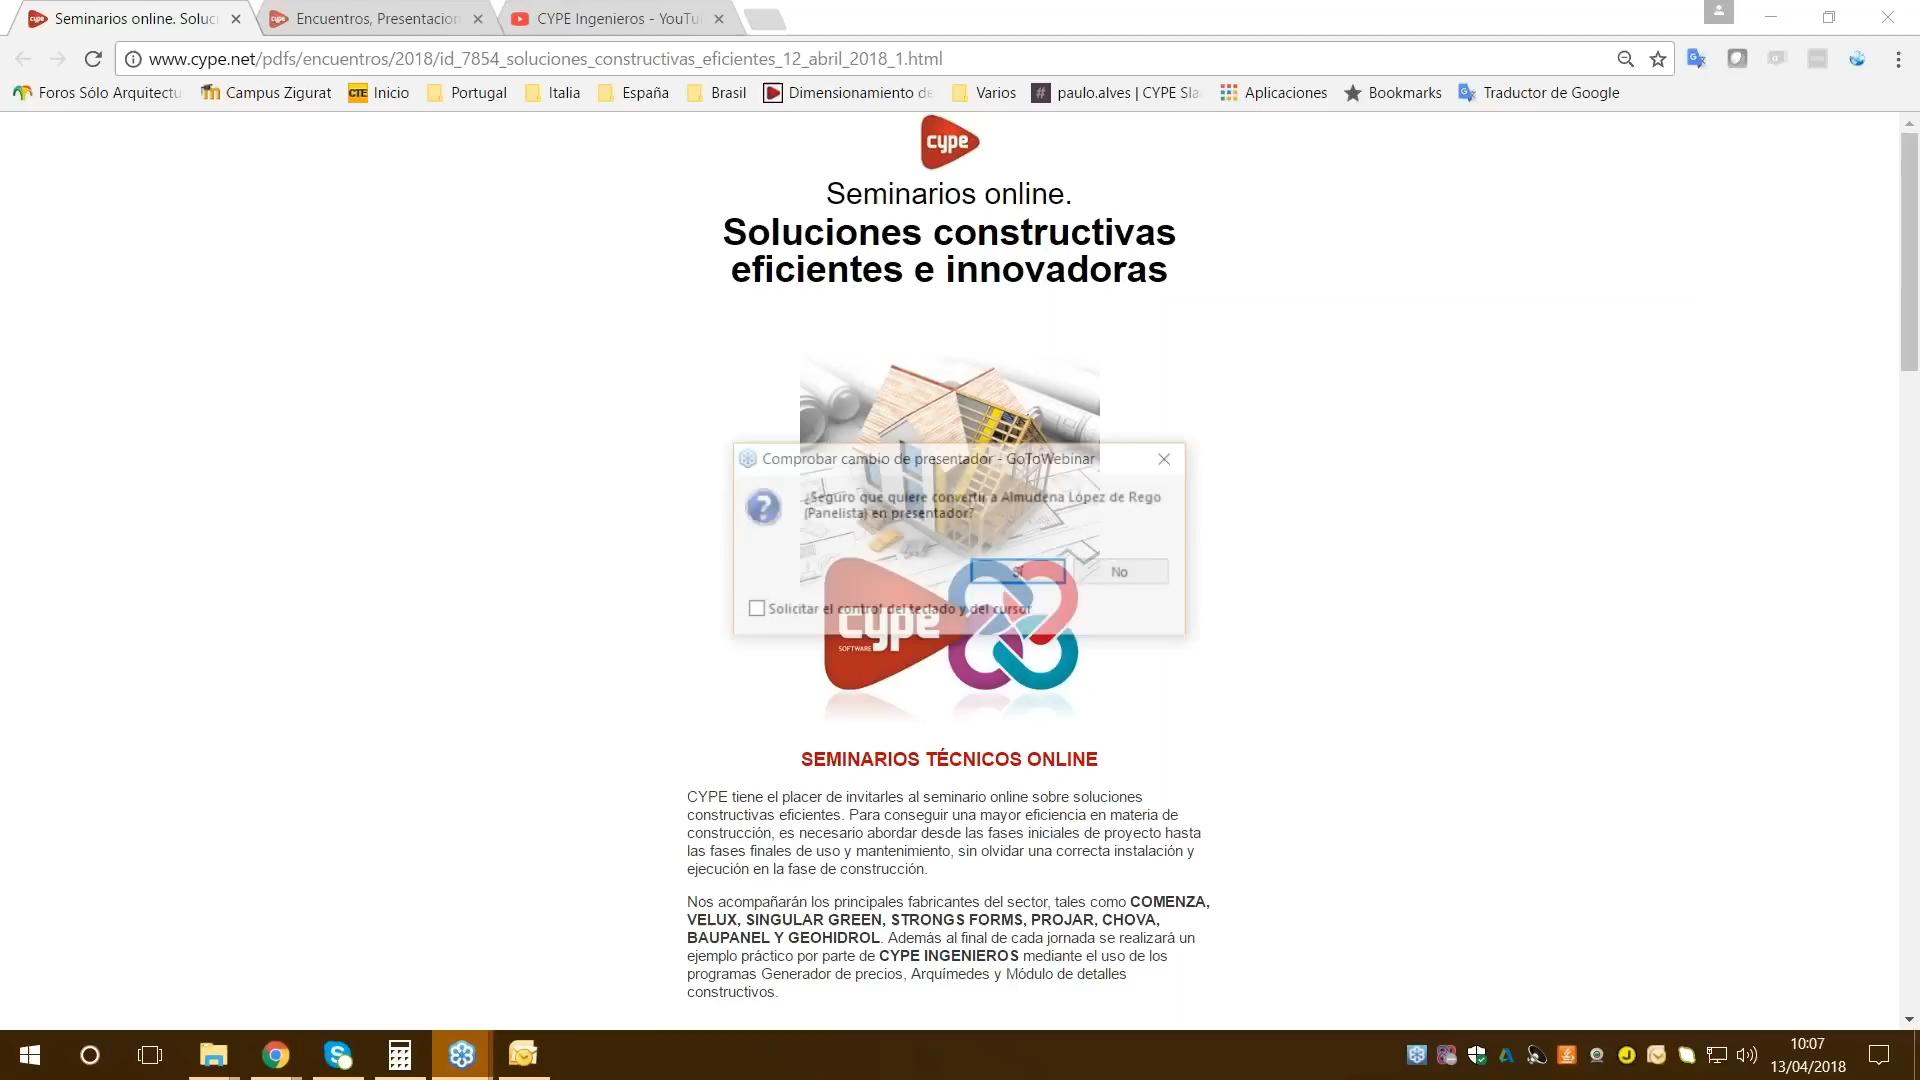 Seminarios online. Soluc
Encuentros, Presentacion
CYPE Ingenieros - YouTu
www.cype.net/pdfs/encuentros/2018/id_7854_soluciones_constructivas_eficientes_12_abril_2018_1.html
Foros Sólo Arquitectu
Campus Zigurat
CTE Inicio
Portugal
Italia
España
Brasil
Dimensionamiento de
Varios
# paulo.alves | CYPE Sla
Aplicaciones
Bookmarks
Traductor de Google
cype
Seminarios online.
Soluciones constructivas
eficientes e innovadoras
Comprobar cambio de presentador - GoToWebinar
¿Seguro que quiere convertir a Almudena López de Rego
(Panelista) en presentador?
Sí
No
Solicitar el control del teclado y del cursor
cype
SOFTWARE
SEMINARIOS TÉCNICOS ONLINE
CYPE tiene el placer de invitarles al seminario online sobre soluciones
constructivas eficientes. Para conseguir una mayor eficiencia en materia de
construcción, es necesario abordar desde las fases iniciales de proyecto hasta
las fases finales de uso y mantenimiento, sin olvidar una correcta instalación y
ejecución en la fase de construcción.
Nos acompañarán los principales fabricantes del sector, tales como COMENZA,
VELUX, SINGULAR GREEN, STRONGS FORMS, PROJAR, CHOVA,
BAUPANEL Y GEOHIDROL. Además al final de cada jornada se realizará un
ejemplo práctico por parte de CYPE INGENIEROS mediante el uso de los
programas Generador de precios, Arquímedes y Módulo de detalles
constructivos.
10:07
13/04/2018